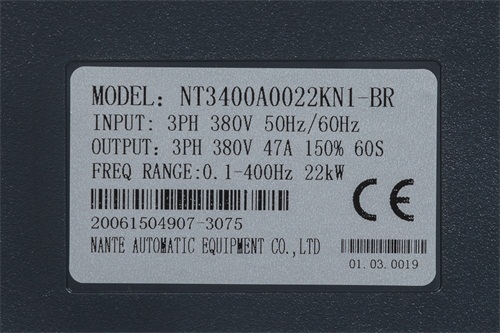 MODEL: NT3400A0022KN1-BR
INPUT: 3PH 380V 50Hz/60Hz
OUTPUT: 3PH 380V 47A 150% 60S
FREQ RANGE:0.1-400Hz 22kW
CE
20061504907-3075
NANTE AUTOMATIC EQUIPMENT CO.,LTD
01.03.0019